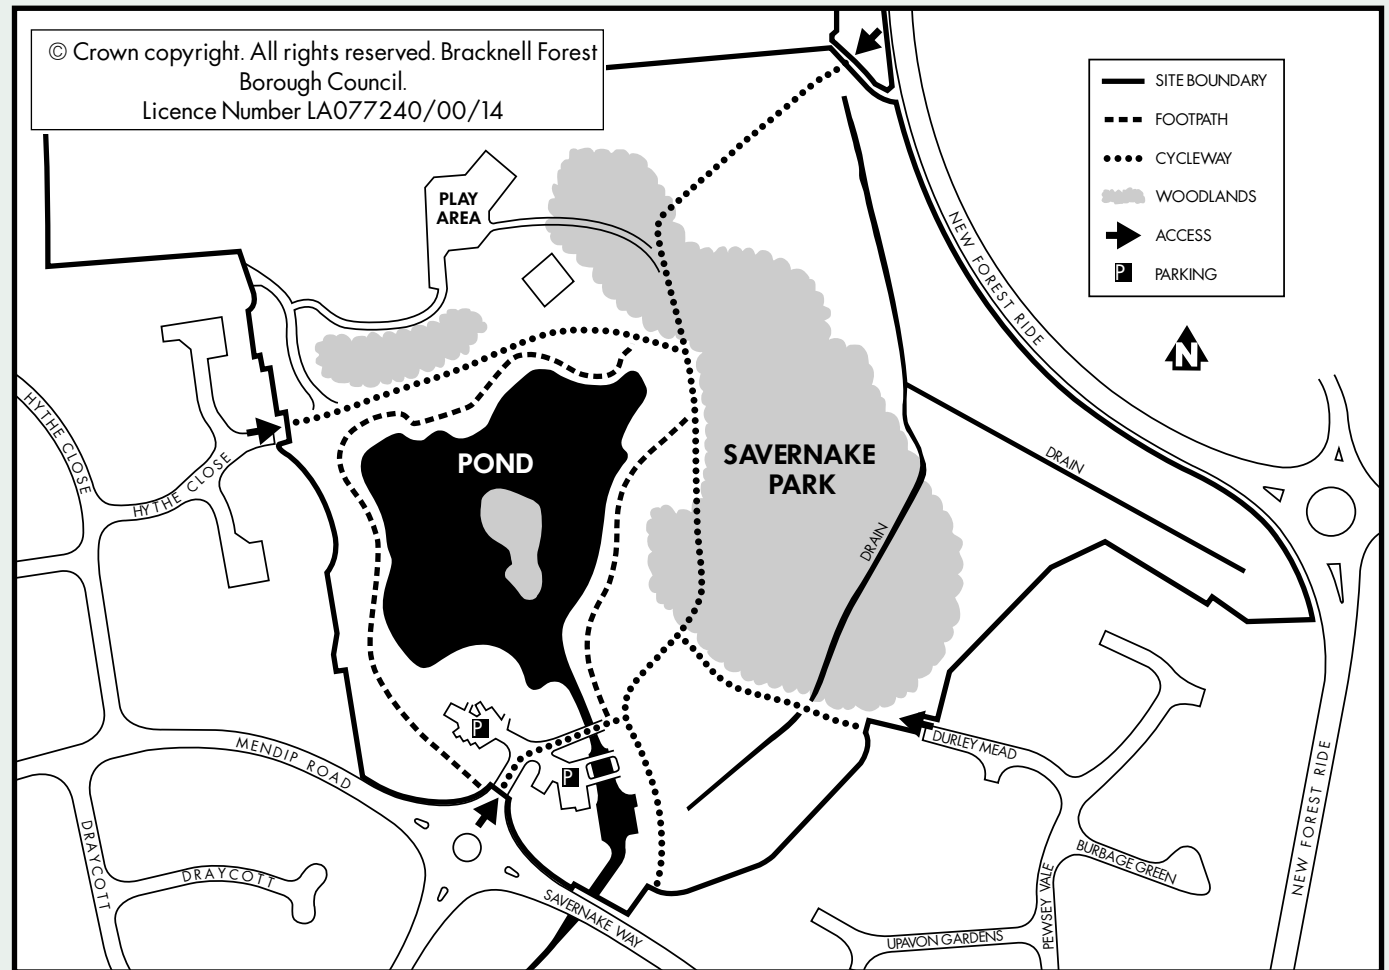 © Crown copyright. All rights reserved. Bracknell Forest
Borough Council.
Licence Number LA077240/00/14
SITE BOUNDARY
FOOTPATH
CYCLEWAY
WOODLANDS
ACCESS
P
PARKING
N
PLAY
AREA
NEW FOREST RIDE
HYTHE CLOSE
HYTHE CLOSE
POND
SAVERNAKE
PARK
DRAIN
DRAIN
P
P
MENDIP ROAD
DURLEY MEAD
NEW FOREST RIDE
DRAYCOTT
DRAYCOTT
BURBAGE GREEN
PEWSEY VALE
SAVERNAKE WAY
UPAVON GARDENS